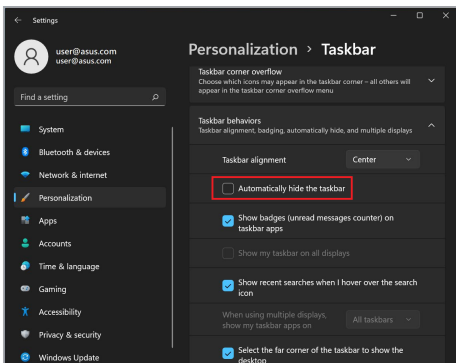 Settings
user@asus.com
user@asus.com
Find a setting
System
Bluetooth & devices
Network & internet
Personalization
Apps
Accounts
Time & language
Gaming
Accessibility
Privacy & security
Windows Update
Personalization > Taskbar
Taskbar corner overflow
Choose which icons may appear in the taskbar corner – all others will
appear in the taskbar corner overflow menu
Taskbar behaviors
Taskbar alignment, badging, automatically hide, and multiple displays
Taskbar alignment
Center
Automatically hide the taskbar
Show badges (unread messages counter) on
taskbar apps
Show my taskbar on all displays
Show recent searches when I hover over the search
icon
When using multiple displays,
show my taskbar apps on
All taskbars
Select the far corner of the taskbar to show the
desktop